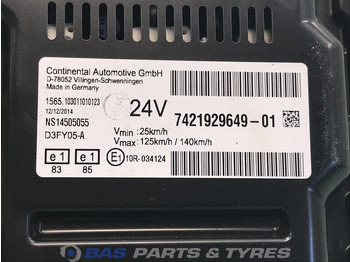 Continental Automotive GmbH
D-78052 Villingen-Schwenningen
Made in Germany
1565.103011010123
12/12/2014
NS14505055
D3FY05-A
24V
7421929649-01
Vmin :25km/h
Vmax: 125km/h / 140km/h
e1
83
e1
85
E1 10R-034124
BAS PARTS & TYRES